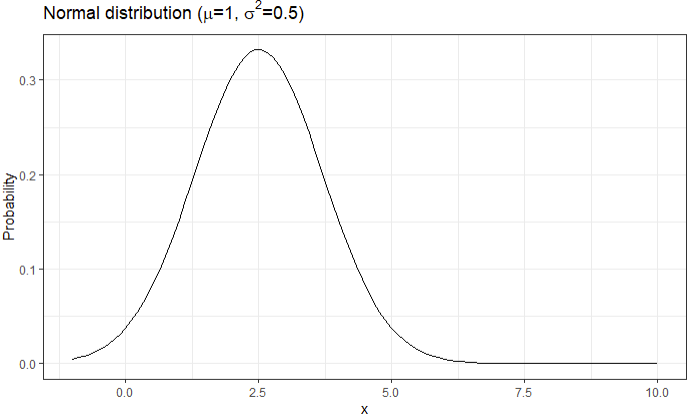 Normal distribution (μ=1, σ²=0.5)
Probability
0.3
0.2
0.1
0.0
0.0 2.5 5.0 7.5 10.0
x